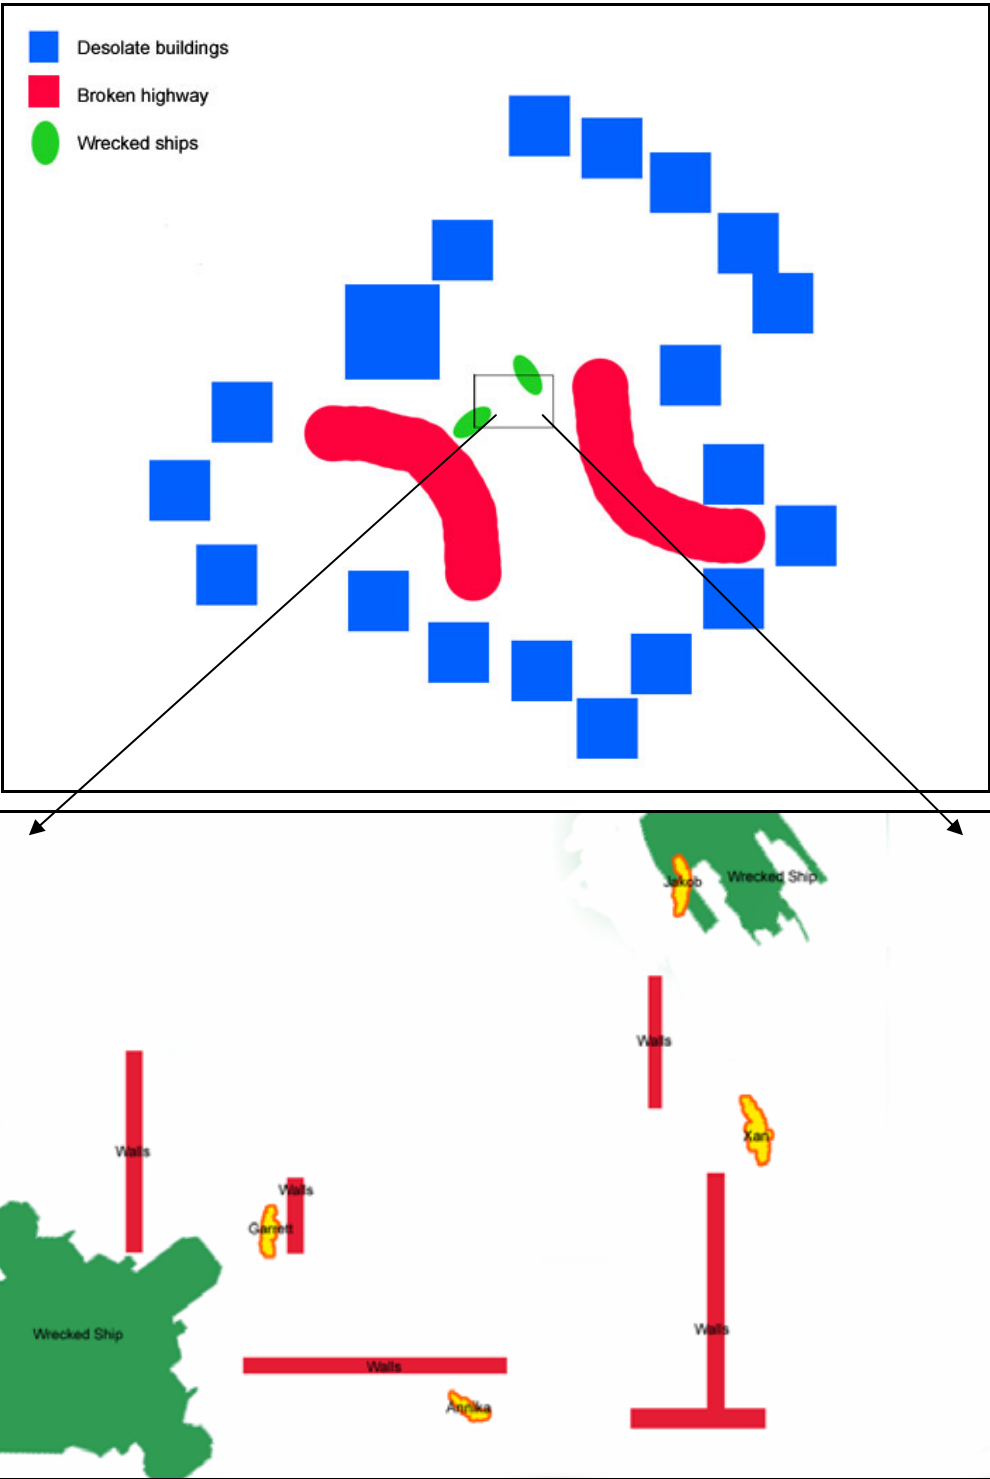 Desolate buildings
Broken highway
Wrecked ships
Jakob
Wrecked Ship
Walls
Xan
Walls
Walls
Garrett
Walls
Wrecked Ship
Walls
Annika